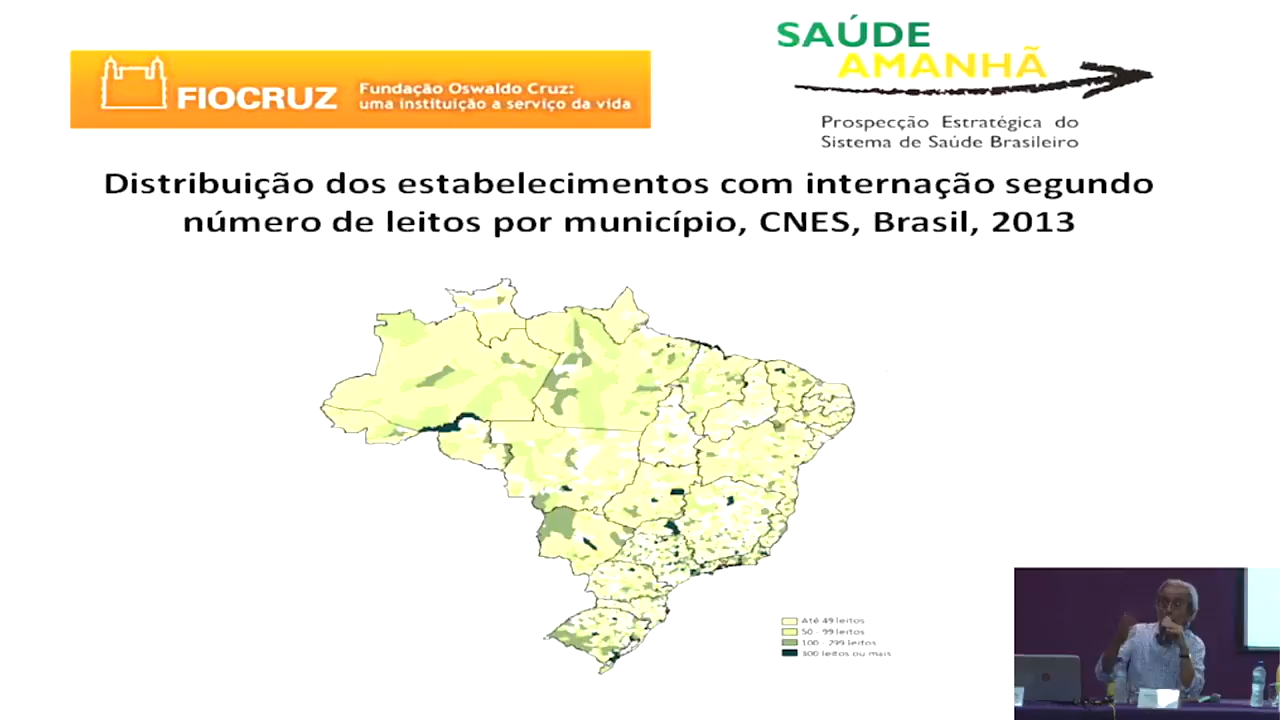 FIOCRUZ
Fundação Oswaldo Cruz:
uma instituição a serviço da vida
SAÚDE
AMANHÃ
Prospecção Estratégica do
Sistema de Saúde Brasileiro
Distribuição dos estabelecimentos com internação segundo
número de leitos por município, CNES, Brasil, 2013
Até 49 leitos
50 - 99 leitos
100 - 299 leitos
300 leitos ou mais